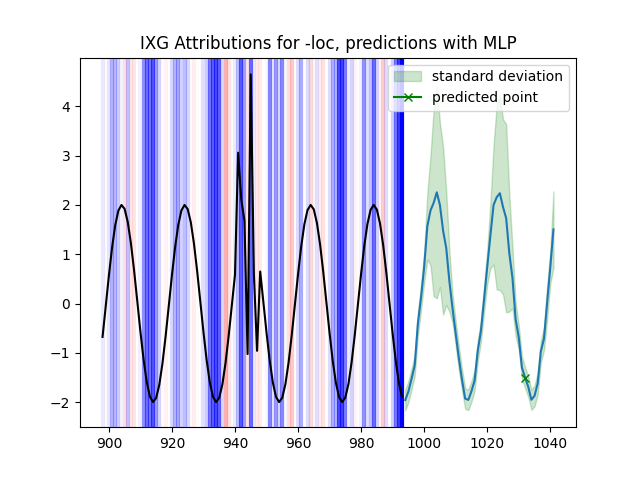 IXG Attributions for -loc, predictions with MLP
standard deviation
predicted point
4
3
2
1
0
−1
−2
900 920 940 960 980 1000 1020 1040